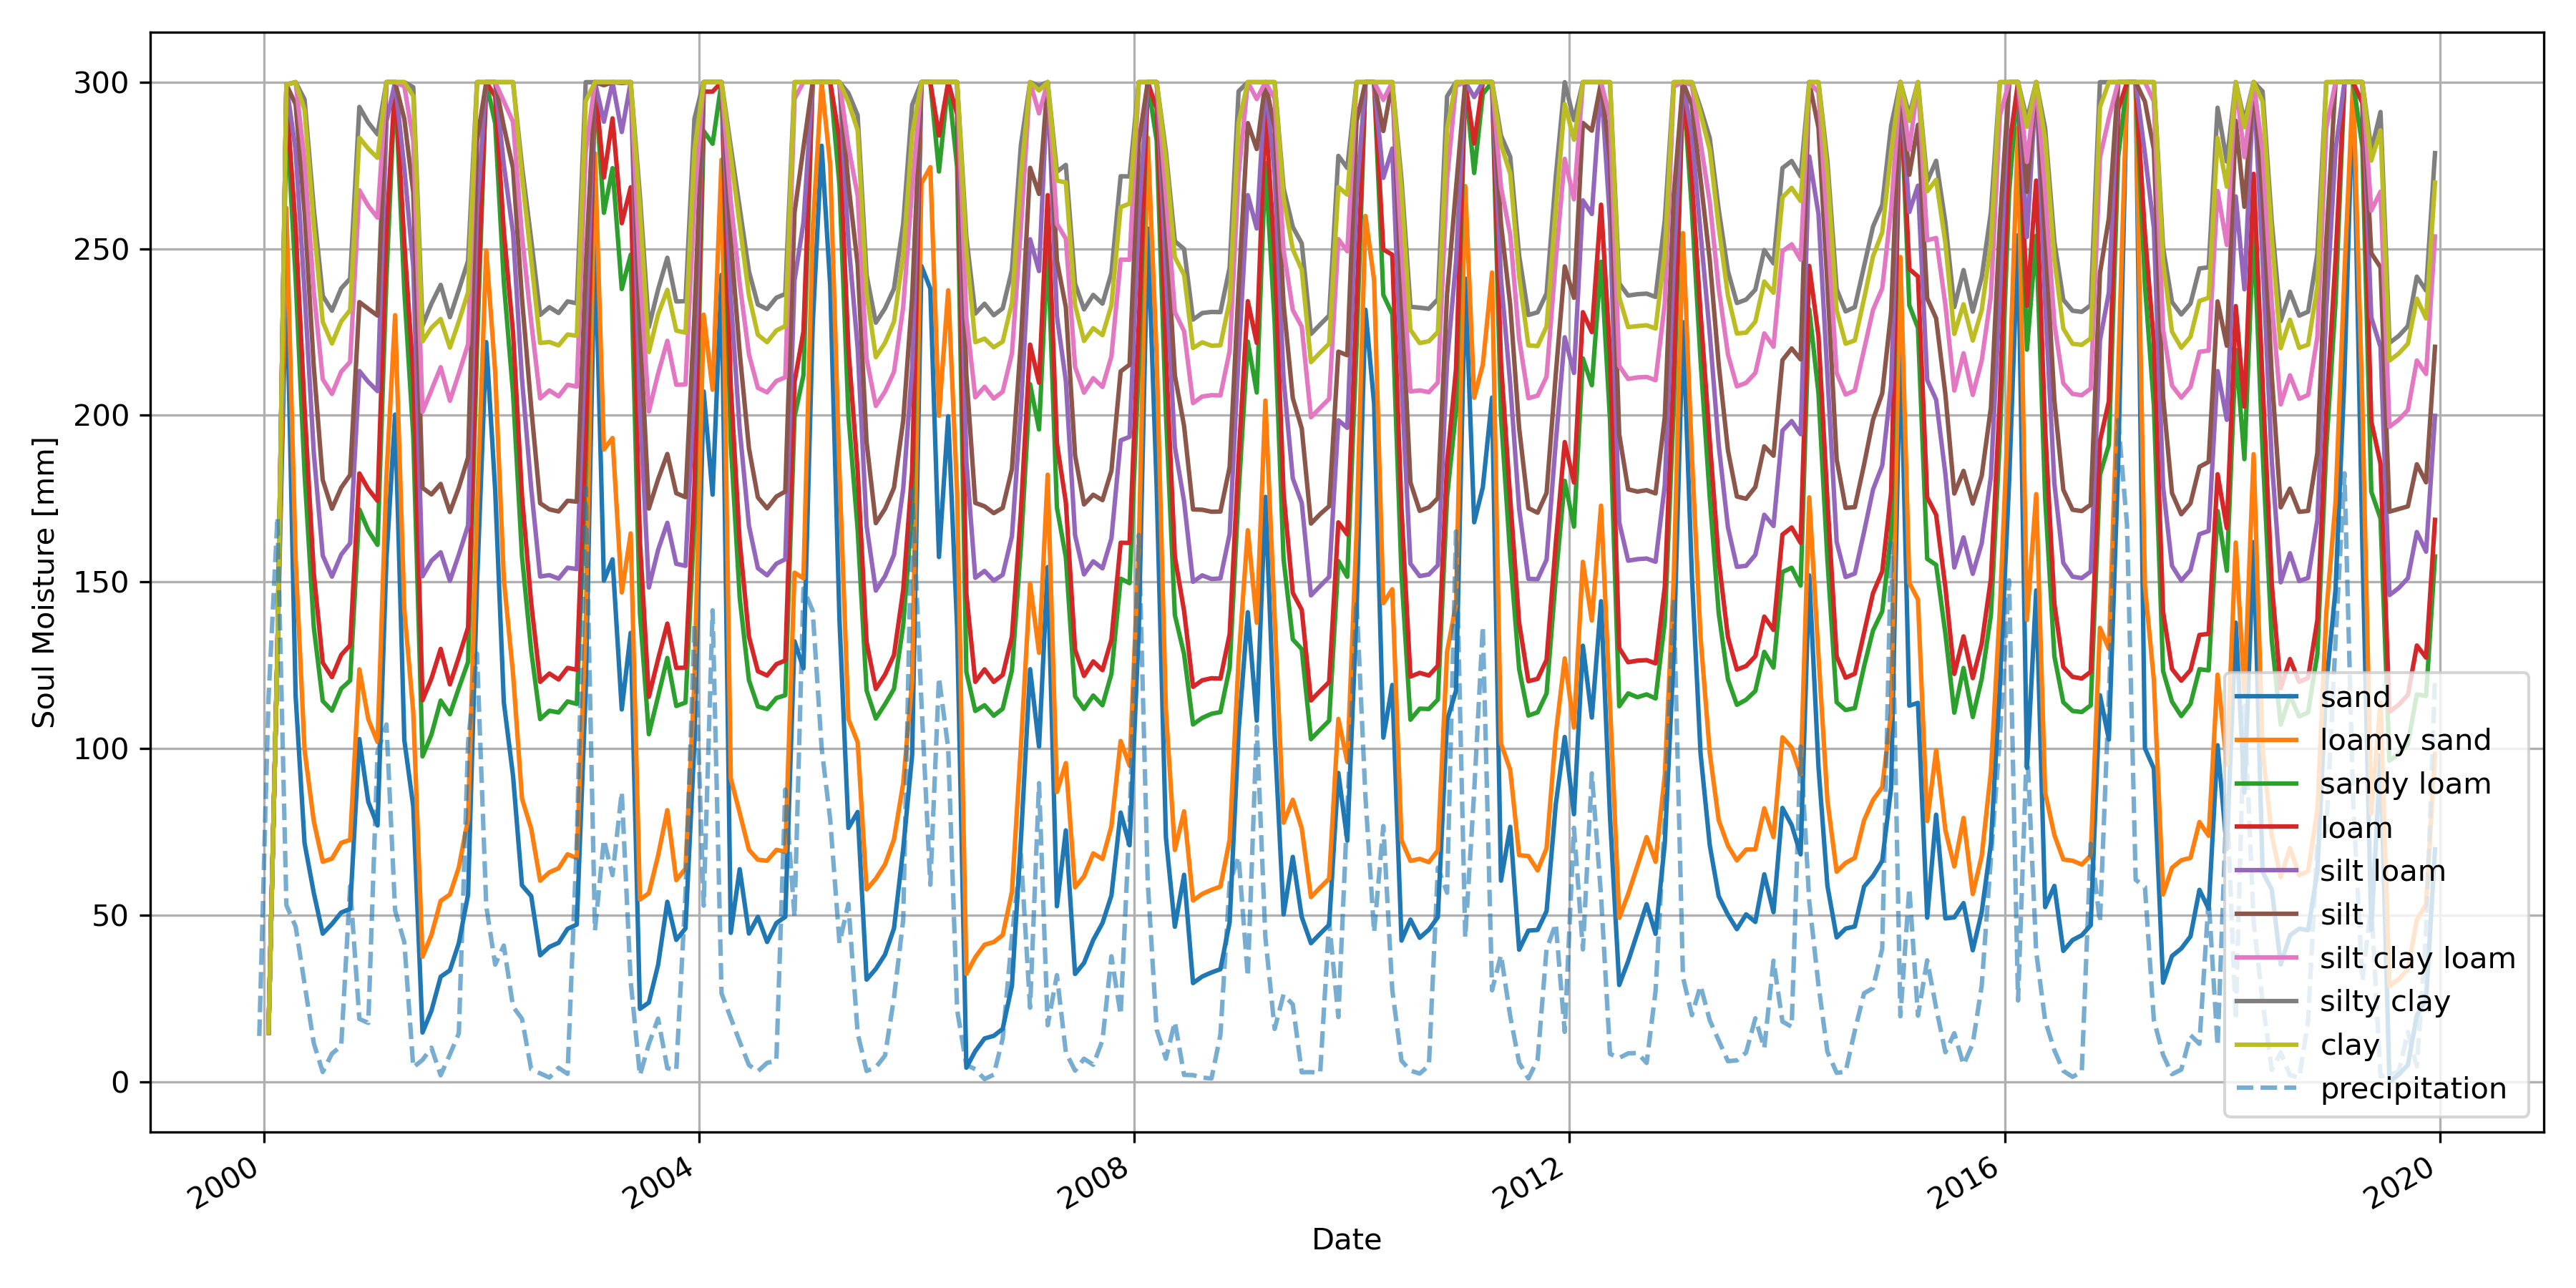 300
250
200
150
100
50
0
Soul Moisture [mm]
sand
loamy sand
sandy loam
loam
silt loam
silt
silt clay loam
silty clay
clay
precipitation
2000
2004
2008
2012
2016
2020
Date